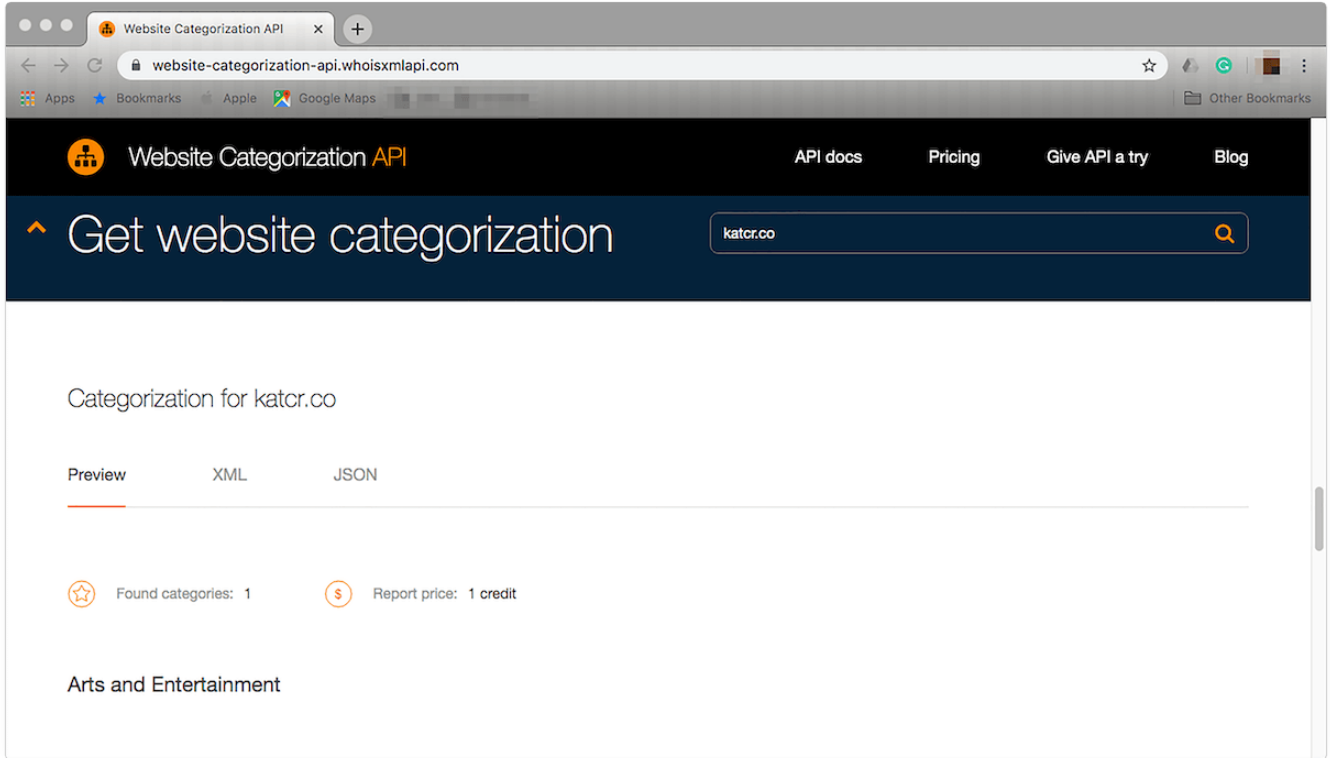 Website Categorization API
website-categorization-api.whoisxmlapi.com
Apps Bookmarks Apple Google Maps Other Bookmarks
Website Categorization API API docs Pricing Give API a try Blog
Get website categorization katcr.co
Categorization for katcr.co
Preview XML JSON
Found categories: 1 Report price: 1 credit
Arts and Entertainment